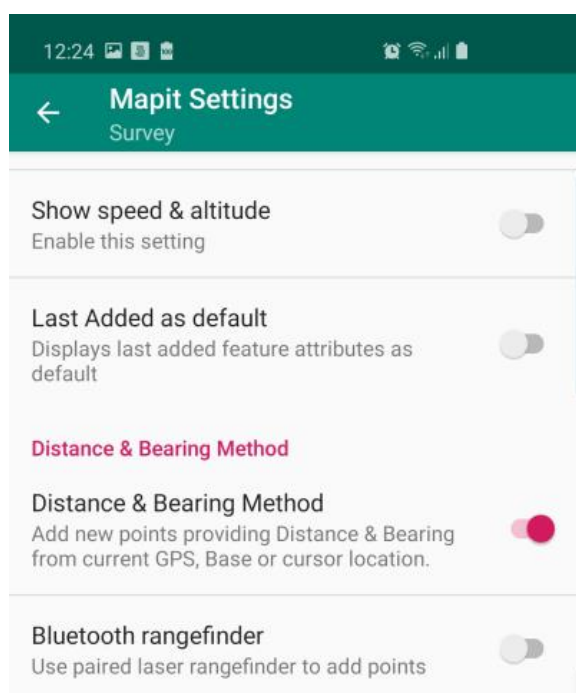 12:24
Mapit Settings
Survey
Show speed & altitude
Enable this setting
Last Added as default
Displays last added feature attributes as
default
Distance & Bearing Method
Distance & Bearing Method
Add new points providing Distance & Bearing
from current GPS, Base or cursor location.
Bluetooth rangefinder
Use paired laser rangefinder to add points